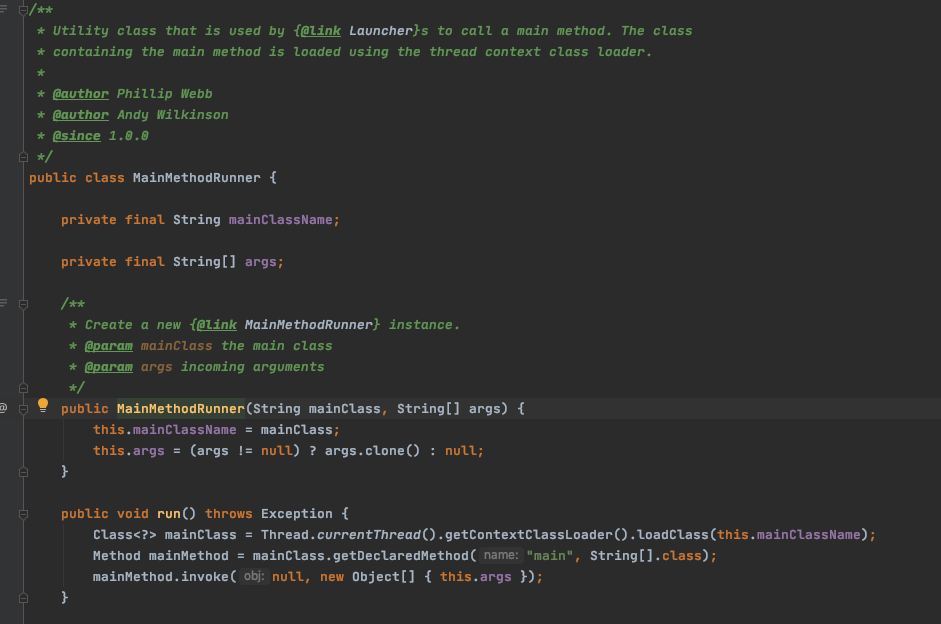 /**
 * Utility class that is used by {@link Launcher}s to call a main method. The class
 * containing the main method is loaded using the thread context class loader.
 *
 * @author Phillip Webb
 * @author Andy Wilkinson
 * @since 1.0.0
 */
public class MainMethodRunner {
    private final String mainClassName;
    private final String[] args;
    /**
     * Create a new {@link MainMethodRunner} instance.
     * @param mainClass the main class
     * @param args incoming arguments
     */
@   public MainMethodRunner(String mainClass, String[] args) {
        this.mainClassName = mainClass;
        this.args = (args != null) ? args.clone() : null;
    }
    public void run() throws Exception {
        Class<?> mainClass = Thread.currentThread().getContextClassLoader().loadClass(this.mainClassName);
        Method mainMethod = mainClass.getDeclaredMethod( name: "main", String[].class);
        mainMethod.invoke( obj: null, new Object[] { this.args });
    }